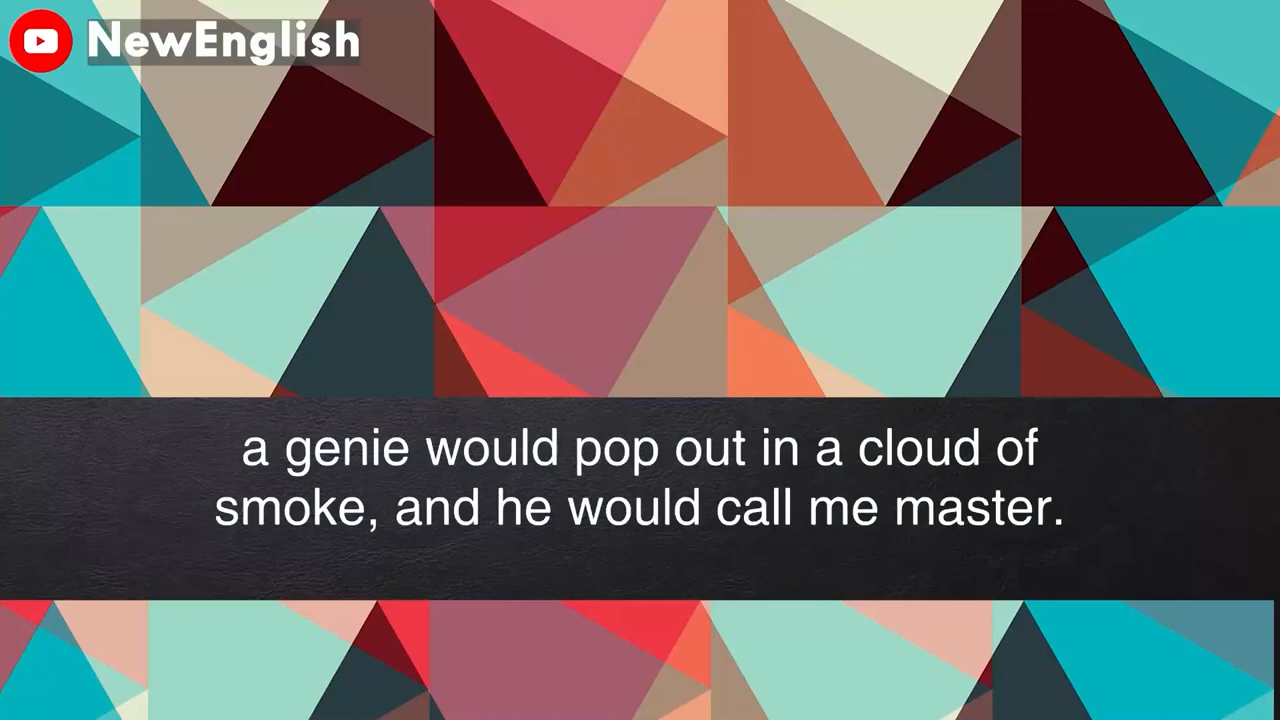 NewEnglish
a genie would pop out in a cloud of
smoke, and he would call me master.